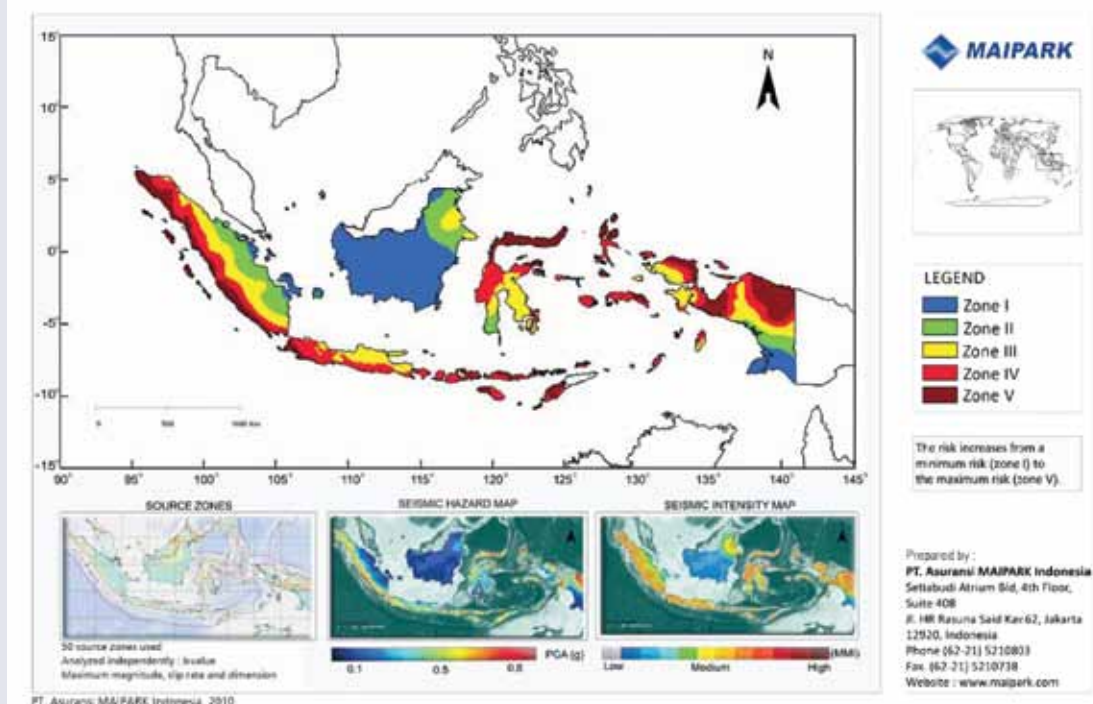 MAIPARK
N
15°
10°
5°
0°
-5°
-10°
-15°
90° 95° 100° 105° 110° 115° 120° 125° 130° 135° 140° 145°
0 500 1000 km
LEGEND
Zone I
Zone II
Zone III
Zone IV
Zone V
The risk increases from a
minimum risk (zone I) to
the maximum risk (zone V).
SOURCE ZONES
SEISMIC HAZARD MAP
SEISMIC INTENSITY MAP
50 source zones used
Analyzed independently : b-value
Maximum magnitude, slip rate and dimension
0.1 0.5 PGA (g)
Low Medium High (MMI)
Prepared by :
PT. Asuransi MAIPARK Indonesia
Setiabudi Atrium Bld, 4th Floor,
Suite 408
Jl. HR Rasuna Said Kav.62, Jakarta
12920, Indonesia
Phone (62-21) 5210803
Fax. (62-21) 5210738
Website : www.maipark.com
PT. Asuransi MAIPARK Indonesia, 2010